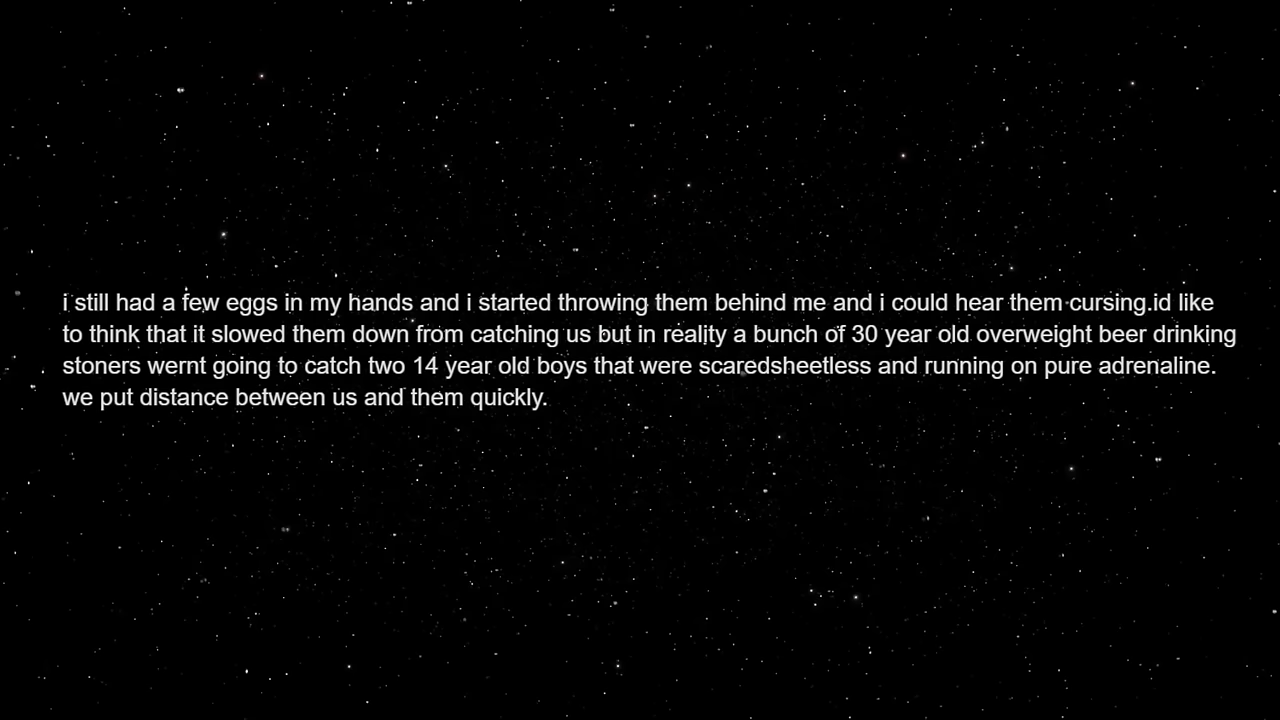 i still had a few eggs in my hands and i started throwing them behind me and i could hear them cursing.id like
to think that it slowed them down from catching us but in reality a bunch of 30 year old overweight beer drinking
stoners wernt going to catch two 14 year old boys that were scaredsheetless and running on pure adrenaline.
we put distance between us and them quickly.